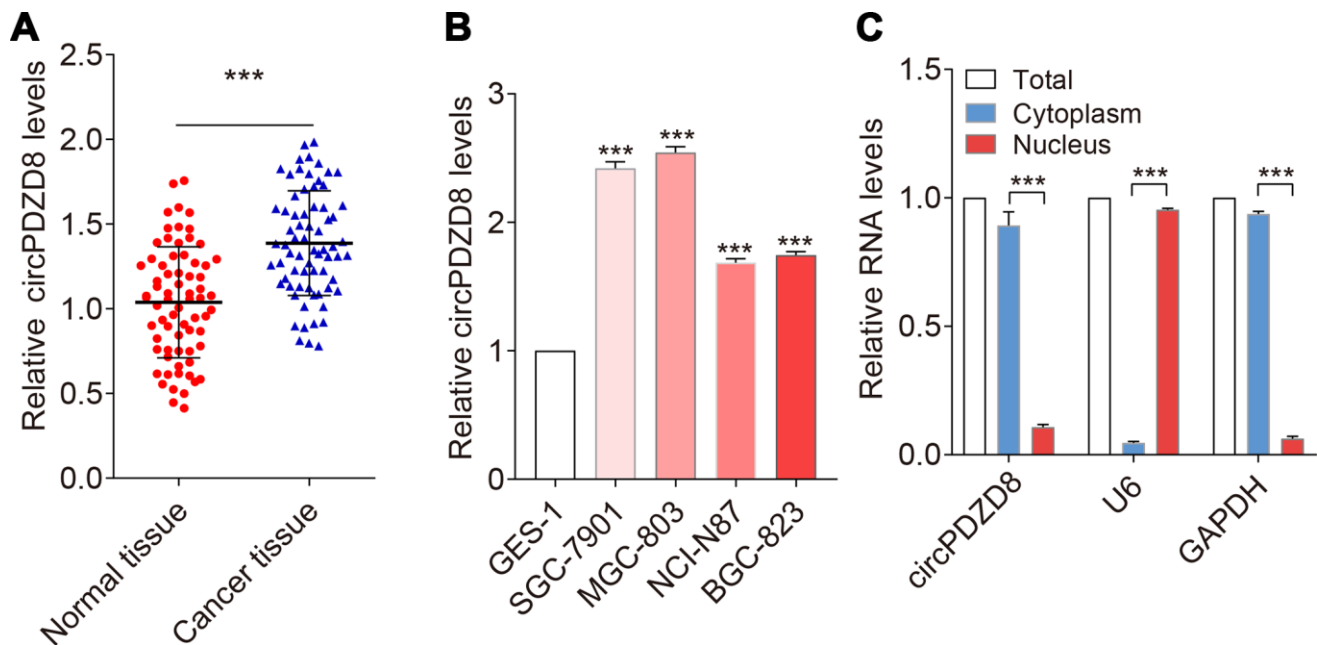 A
Relative circPDZD8 levels
2.5
2.0
1.5
1.0
0.5
0.0
***
Normal tissue
Cancer tissue
B
Relative circPDZD8 levels
3
2
1
0
***
***
***
***
GES-1
SGC-7901
MGC-803
NCI-N87
BGC-823
C
Relative RNA levels
1.5
1.0
0.5
0.0
Total
Cytoplasm
Nucleus
***
***
***
circPDZD8
U6
GAPDH